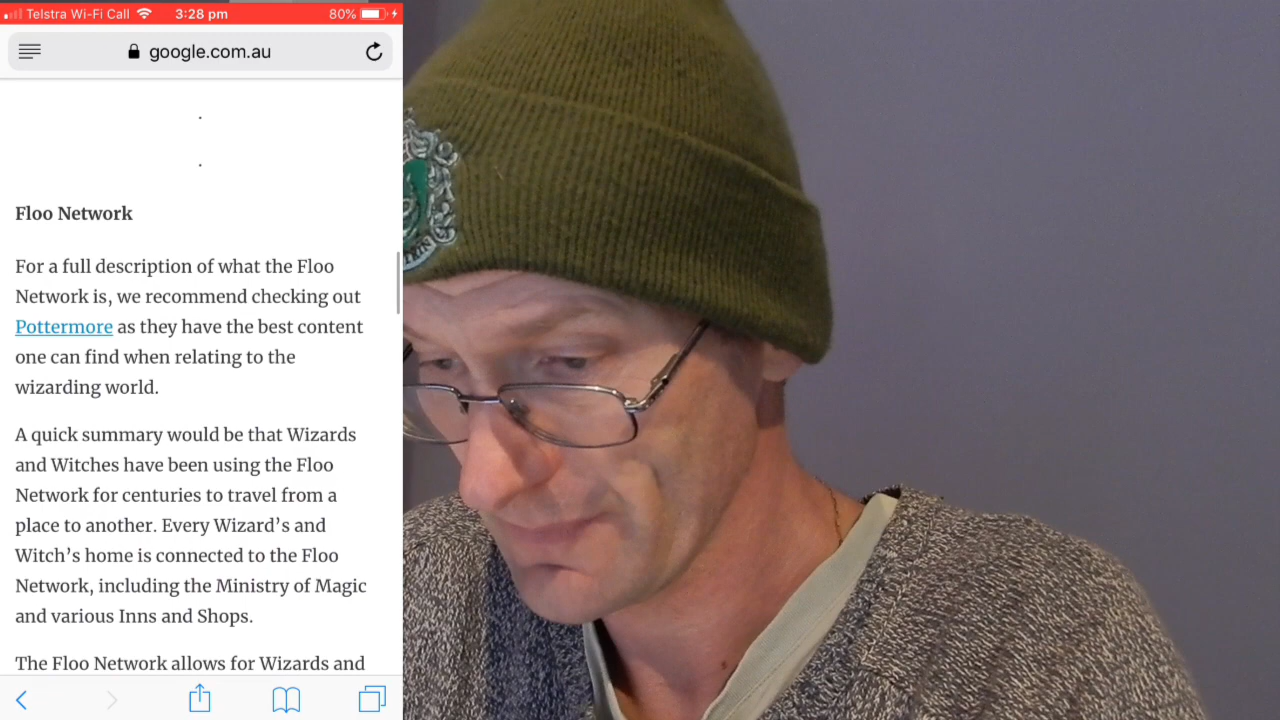 Telstra Wi-Fi Call 3:28 pm 80%
google.com.au
.
.
Floo Network
For a full description of what the Floo
Network is, we recommend checking out
Pottermore as they have the best content
one can find when relating to the
wizarding world.
A quick summary would be that Wizards
and Witches have been using the Floo
Network for centuries to travel from a
place to another. Every Wizard’s and
Witch’s home is connected to the Floo
Network, including the Ministry of Magic
and various Inns and Shops.
The Floo Network allows for Wizards and